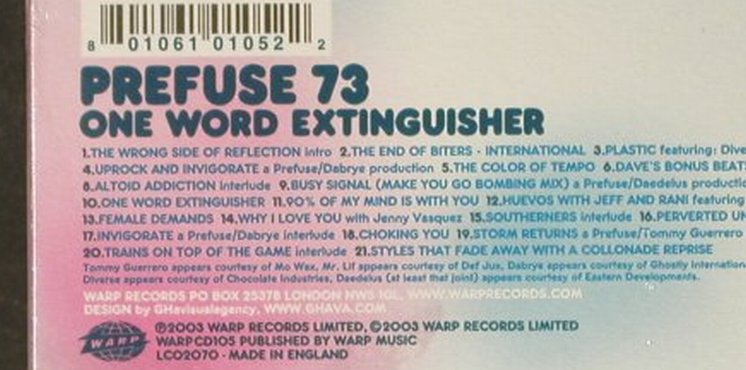 8 01061 01052 2
PREFUSE 73
ONE WORD EXTINGUISHER
1.THE WRONG SIDE OF REFLECTION intro 2.THE END OF BITERS - INTERNATIONAL 3.PLASTIC featuring: Dive
4.UPROCK AND INVIGORATE a Prefuse/Dabrye production 5.THE COLOR OF TEMPO 6.DAVE'S BONUS BEAT
8.ALTOID ADDICTION interlude 9.BUSY SIGNAL (MAKE YOU GO BOMBING MIX) a Prefuse/Daedelus productio
10.ONE WORD EXTINGUISHER 11.90% OF MY MIND IS WITH YOU 12.HUEVOS WITH JEFF AND RANI featuring
13.FEMALE DEMANDS 14.WHY I LOVE YOU with Jenny Vasquez 15.SOUTHERNERS interlude 16.PERVERTED UN
17.INVIGORATE a Prefuse/Dabrye interlude 18.CHOKING YOU 19.STORM RETURNS a Prefuse/Tommy Guerrero
20.TRAINS ON TOP OF THE GAME interlude 21.STYLES THAT FADE AWAY WITH A COLLONADE REPRISE
Tommy Guerrero appears courtesy of Mo Wax, Mr. Lif appears courtesy of Def Jux, Dabrye appears courtesy of Ghostly Internation
Diverse appears courtesy of Chocolate Industries, Daedelus (at least that joint) appears courtesy of Eastern Developments.
WARP RECORDS PO BOX 25378 LONDON NW5 1GL, WWW.WARPRECORDS.COM
DESIGN by GHavisualagency, WWW.GHAVA.COM
℗2003 WARP RECORDS LIMITED, ©2003 WARP RECORDS LIMITED
WARP
WARPCD105 PUBLISHED BY WARP MUSIC
LC02070 - MADE IN ENGLAND